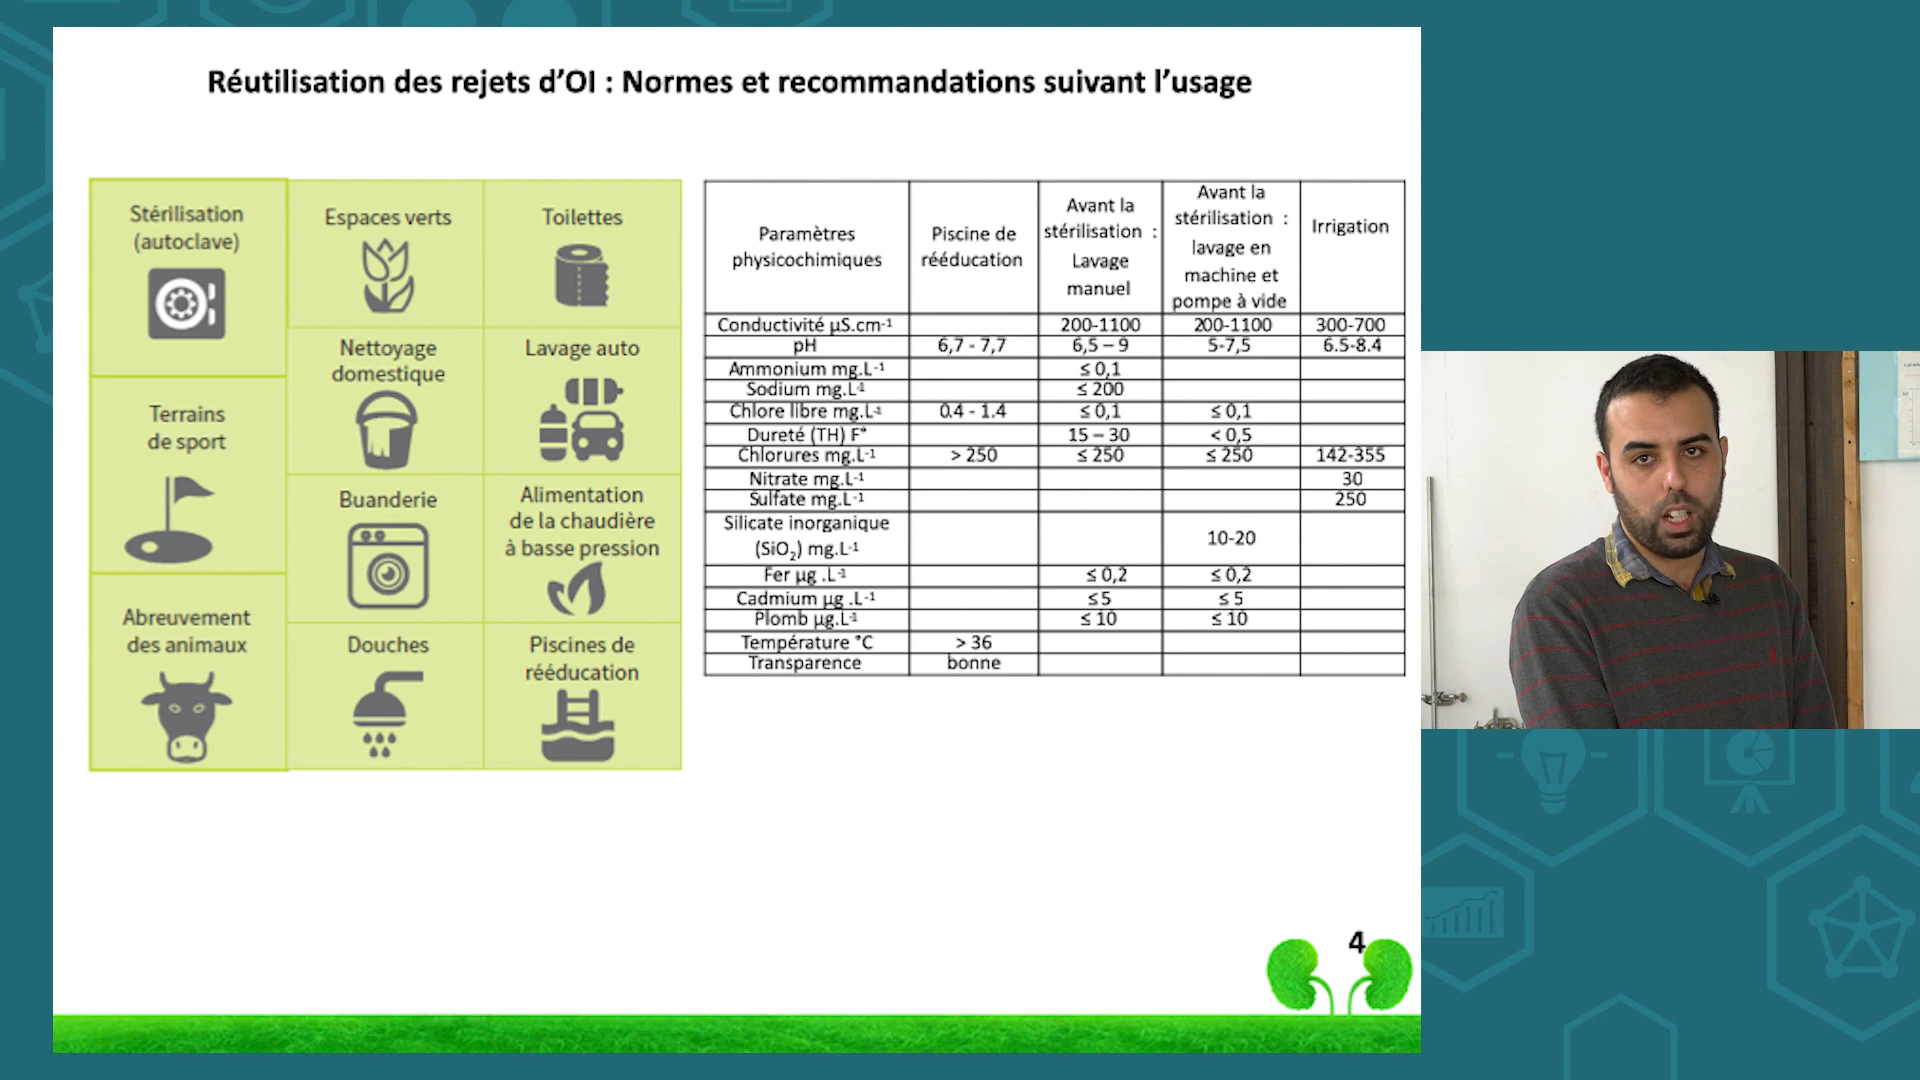 Réutilisation des rejets d’OI : Normes et recommandations suivant l’usage
Stérilisation
(autoclave)
Espaces verts
Toilettes
Nettoyage
domestique
Lavage auto
Terrains
de sport
Buanderie
Alimentation
de la chaudière
à basse pression
Abreuvement
des animaux
Douches
Piscines de
rééducation
Paramètres
physicochimiques
Piscine de
rééducation
Avant la
stérilisation :
Lavage
manuel
Avant la
stérilisation :
lavage en
machine et
pompe à vide
Irrigation
Conductivité µS.cm-1 200-1100 200-1100 300-700
pH 6,7 - 7,7 6,5 – 9 5-7,5 6.5-8.4
Ammonium mg.L-1 ≤ 0,1
Sodium mg.L-1 ≤ 200
Chlore libre mg.L-1 0.4 - 1.4 ≤ 0,1 ≤ 0,1
Dureté (TH) F° 15 – 30 < 0,5
Chlorures mg.L-1 > 250 ≤ 250 ≤ 250 142-355
Nitrate mg.L-1 30
Sulfate mg.L-1 250
Silicate inorganique
(SiO2) mg.L-1 10-20
Fer µg .L-1 ≤ 0,2 ≤ 0,2
Cadmium µg .L-1 ≤ 5 ≤ 5
Plomb µg.L-1 ≤ 10 ≤ 10
Température °C > 36
Transparence bonne
4